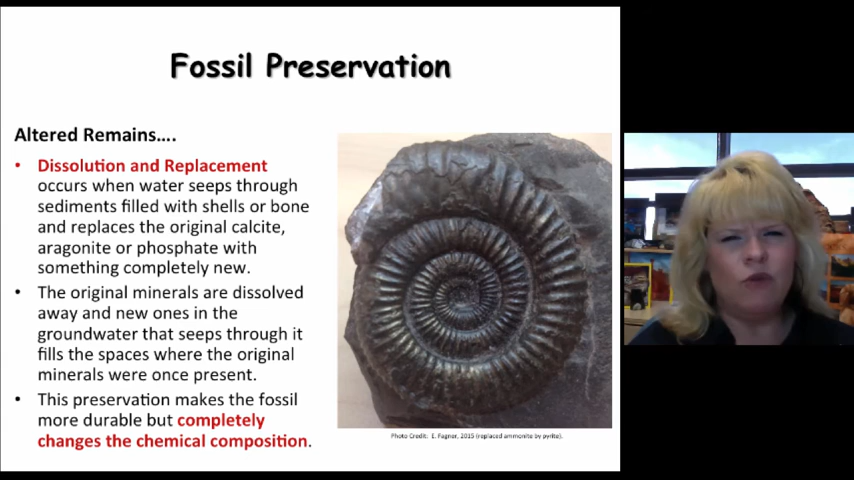 Fossil Preservation
Altered Remains….
• Dissolution and Replacement
occurs when water seeps through
sediments filled with shells or bone
and replaces the original calcite,
aragonite or phosphate with
something completely new.
• The original minerals are dissolved
away and new ones in the
groundwater that seeps through it
fills the spaces where the original
minerals were once present.
• This preservation makes the fossil
more durable but completely
changes the chemical composition.
Photo Credit: E. Fagner, 2015 (replaced ammonite by pyrite).